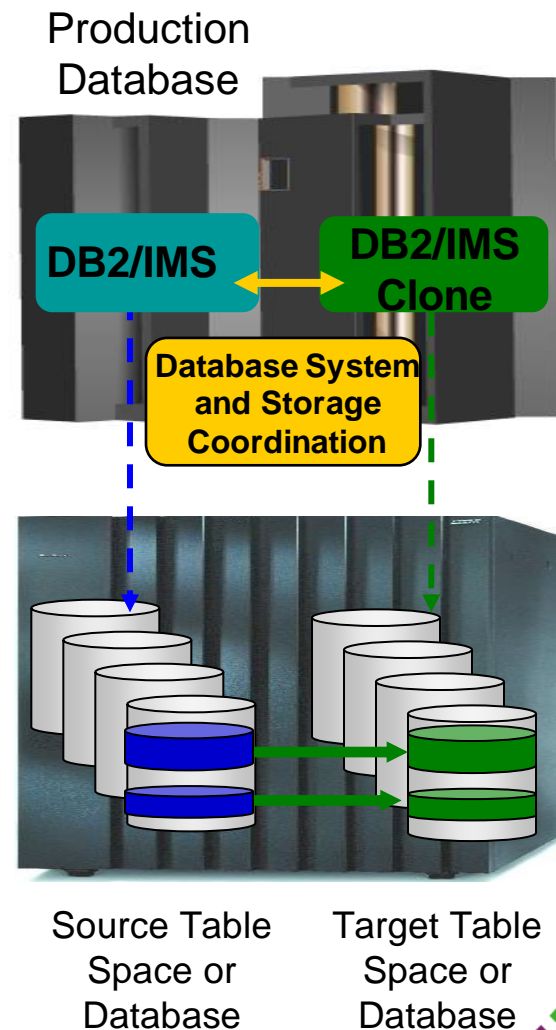 Production
Database
DB2/IMS
DB2/IMS
Clone
Database System
and Storage
Coordination
Source Table
Space or
Database
Target Table
Space or
Database